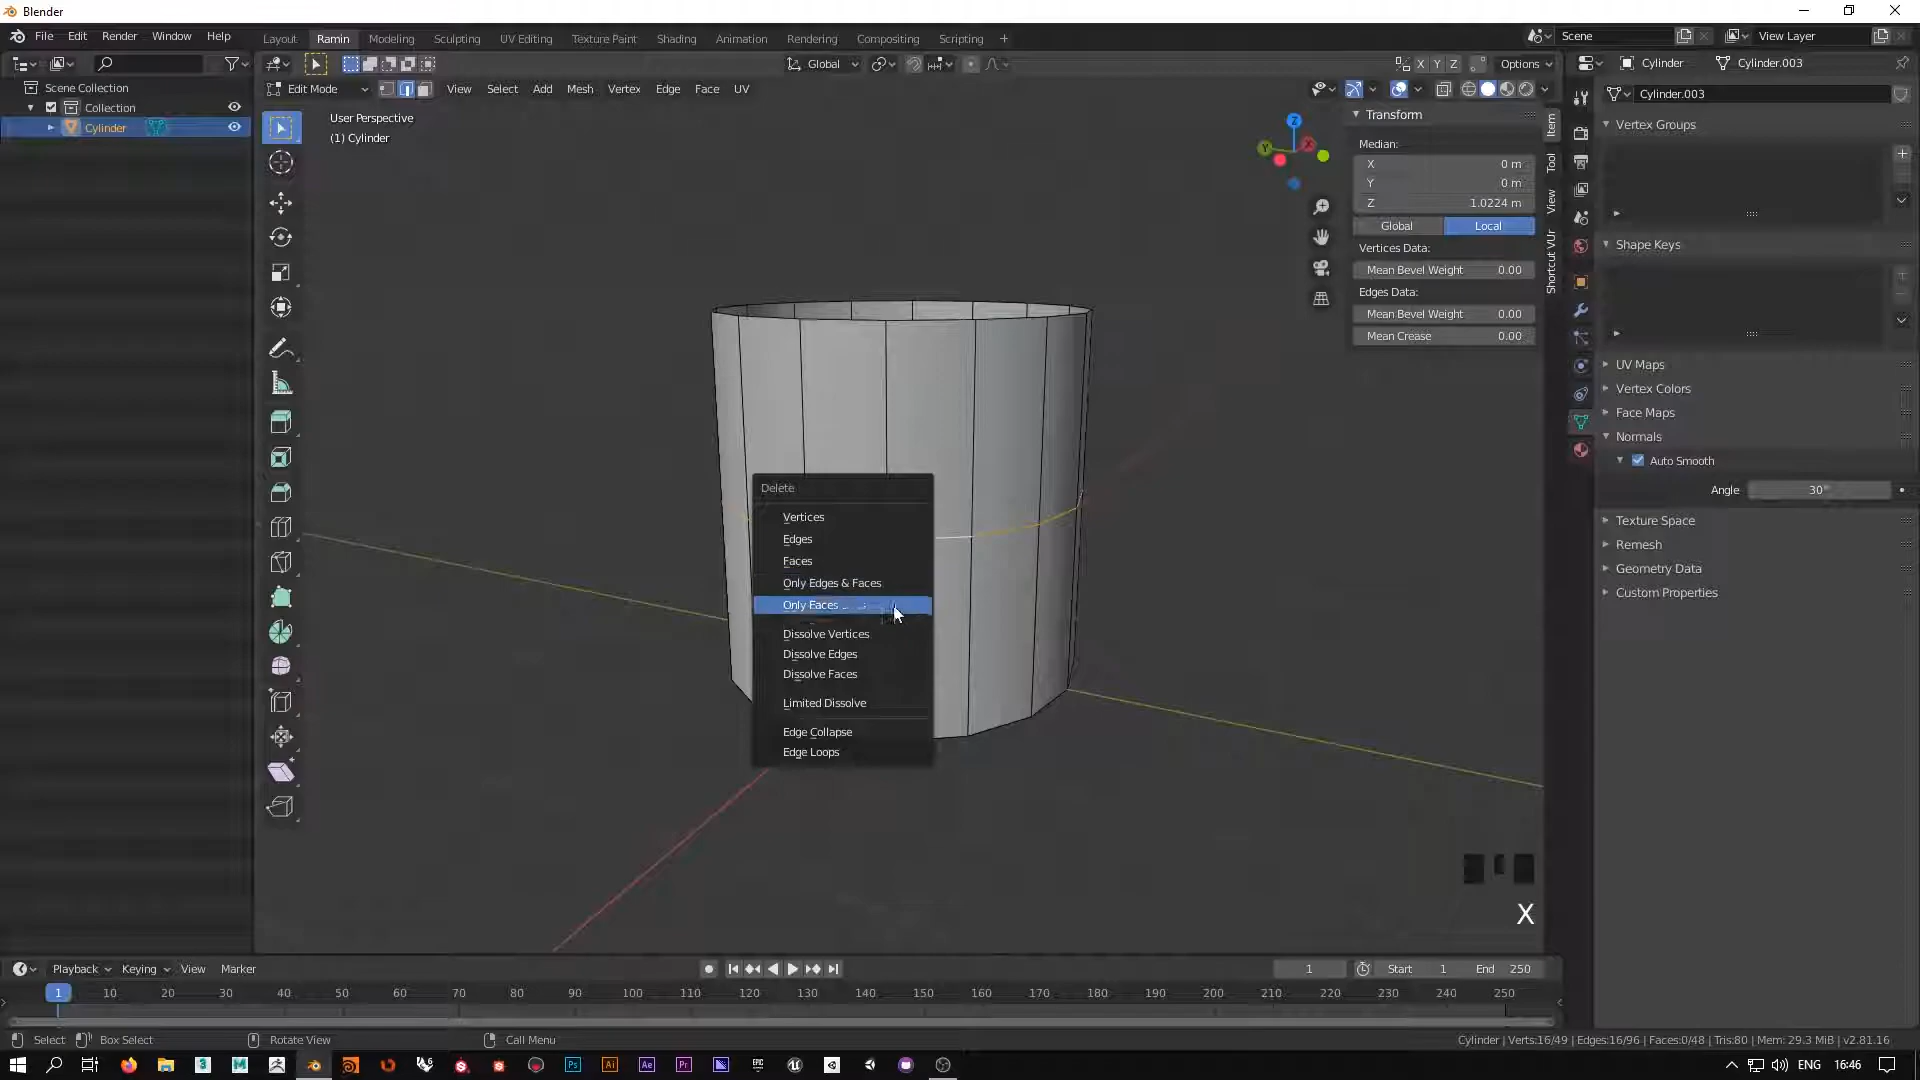 Blender
File Edit Render Window Help
Layout Ramin Modeling Sculpting UV Editing Texture Paint Shading Animation Rendering Compositing Scripting +
Scene
View Layer
Global
X Y Z
Options
Cylinder
Cylinder.003
Edit Mode
View Select Add Mesh Vertex Edge Face UV
Scene Collection
Collection
Cylinder
User Perspective
(1) Cylinder
Z
Y
X
Transform
Median:
X 0 m
Y 0 m
Z 1.0224 m
Global Local
Vertices Data:
Mean Bevel Weight 0.00
Edges Data:
Mean Bevel Weight 0.00
Mean Crease 0.00
Item
Tool
View
Shortcut VUr
Cylinder.003
Vertex Groups
Shape Keys
UV Maps
Vertex Colors
Face Maps
Normals
Auto Smooth
Angle 30°
Texture Space
Remesh
Geometry Data
Custom Properties
Delete
Vertices
Edges
Faces
Only Edges & Faces
Only Faces
Dissolve Vertices
Dissolve Edges
Dissolve Faces
Limited Dissolve
Edge Collapse
Edge Loops
X
Playback Keying View Marker
1
Start 1
End 250
1 10 20 30 40 50 60 70 80 90 100 110 120 130 140 150 160 170 180 190 200 210 220 230 240 250
Select Box Select Rotate View Call Menu
Cylinder | Verts:16/49 | Edges:16/96 | Faces:0/48 | Tris:80 | Mem: 29.3 MiB | v2.81.16
3 M Ps Ai Ae Pr EPIC
ENG 16:46